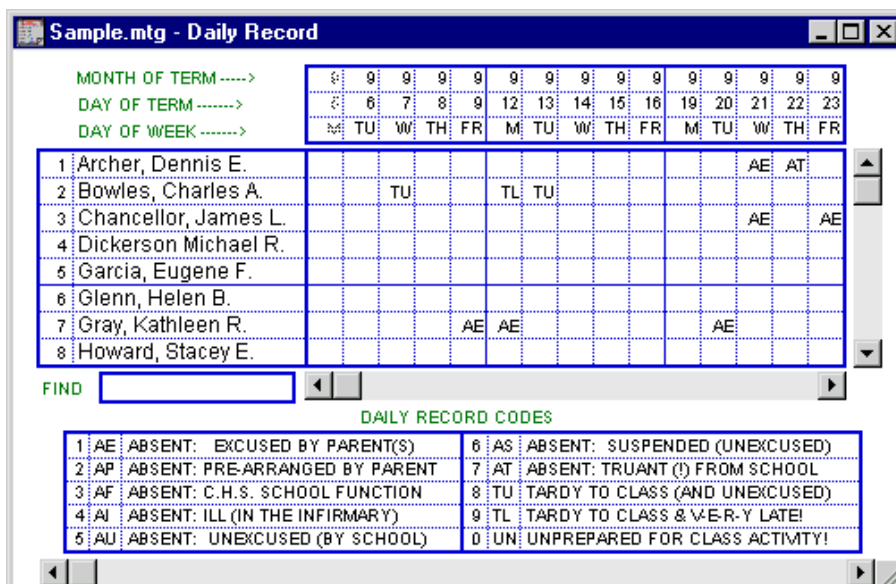 Sample.mtg - Daily Record
MONTH OF TERM -----> 9 9 9 9 9 9 9 9 9 9 9 9 9 9
DAY OF TERM -------> 6 7 8 9 12 13 14 15 16 19 20 21 22 23
DAY OF WEEK -------> M TU W TH FR M TU W TH FR M TU W TH FR
1 Archer, Dennis E. AE AT
2 Bowles, Charles A. TU TL TU
3 Chancellor, James L. AE AE
4 Dickerson Michael R.
5 Garcia, Eugene F.
6 Glenn, Helen B.
7 Gray, Kathleen R. AE AE AE
8 Howard, Stacey E.
FIND
DAILY RECORD CODES
1 AE ABSENT: EXCUSED BY PARENT(S) 6 AS ABSENT: SUSPENDED (UNEXCUSED)
2 AP ABSENT: PRE-ARRANGED BY PARENT 7 AT ABSENT: TRUANT (!) FROM SCHOOL
3 AF ABSENT: C.H.S. SCHOOL FUNCTION 8 TU TARDY TO CLASS (AND UNEXCUSED)
4 AI ABSENT: ILL (IN THE INFIRMARY) 9 TL TARDY TO CLASS & V-E-R-Y LATE!
5 AU ABSENT: UNEXCUSED (BY SCHOOL) 0 UN UNPREPARED FOR CLASS ACTIVITY!